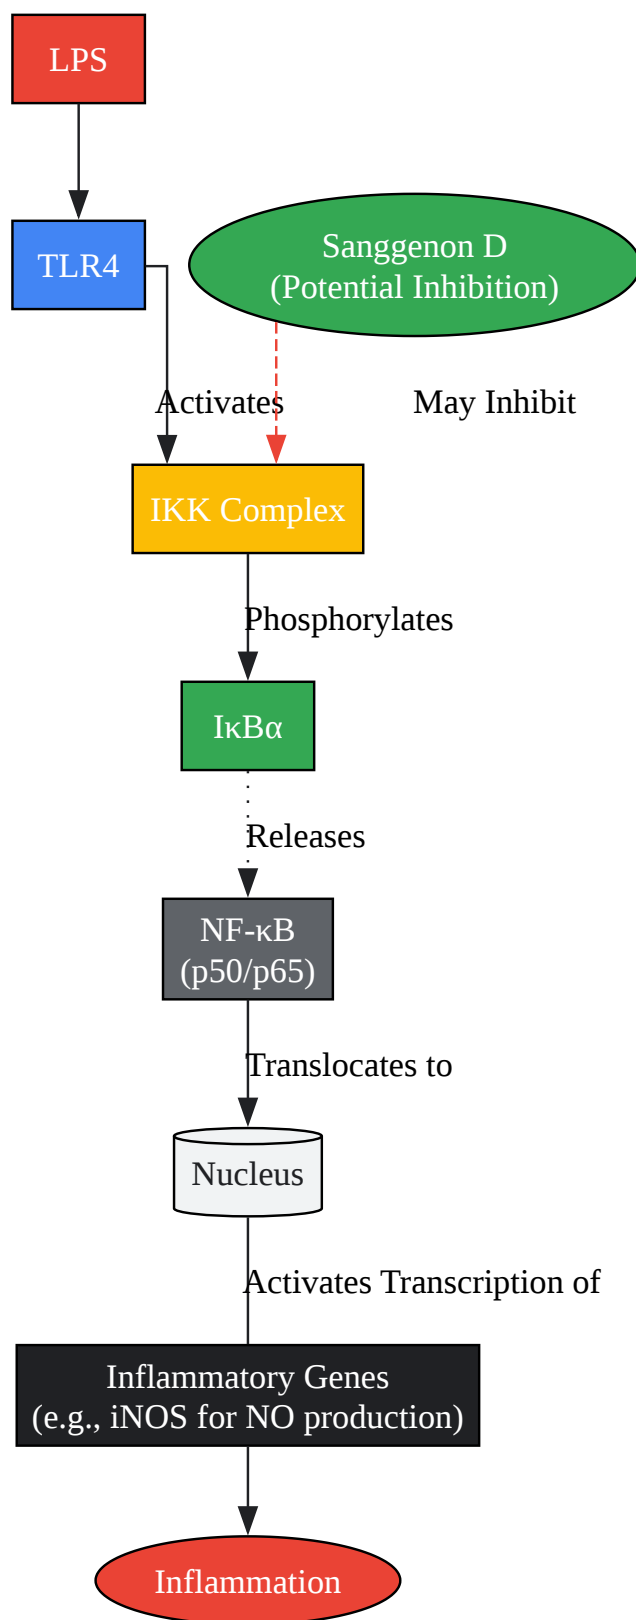 LPS
TLR4
Sanggenon D
(Potential Inhibition)
Activates
May Inhibit
IKK Complex
Phosphorylates
IκBα
Releases
NF-κB
(p50/p65)
Translocates to
Nucleus
Activates Transcription of
Inflammatory Genes
(e.g., iNOS for NO production)
Inflammation